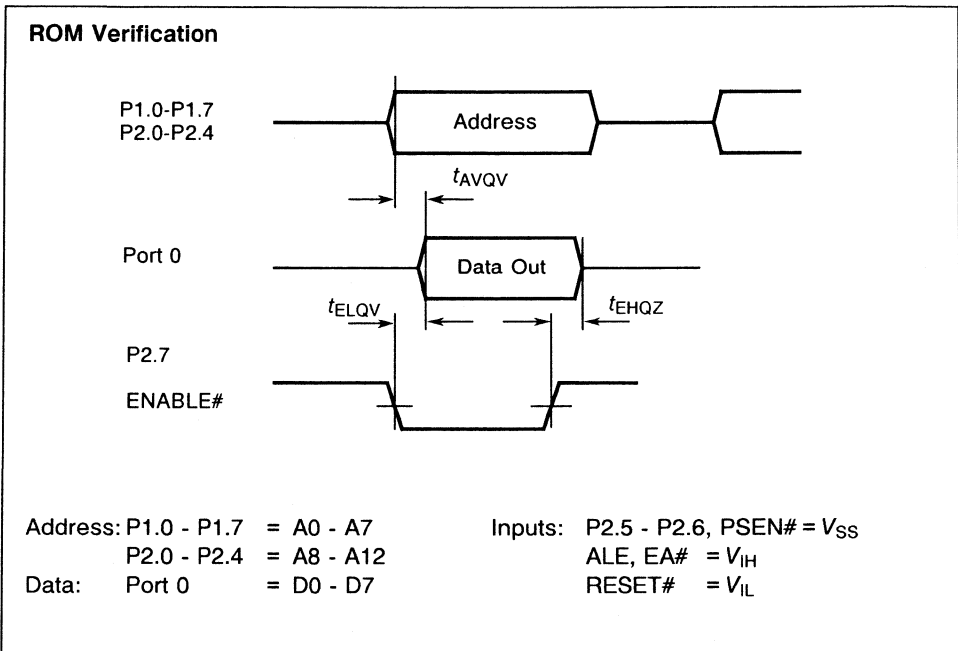 ROM Verification
P1.0-P1.7
P2.0-P2.4
Address
tAVQV
Port 0
Data Out
tELQV
tEHQZ
P2.7
ENABLE#
Address: P1.0 - P1.7 = A0 - A7
P2.0 - P2.4 = A8 - A12
Data: Port 0 = D0 - D7
Inputs: P2.5 - P2.6, PSEN# = VSS
ALE, EA# = VIH
RESET# = VIL